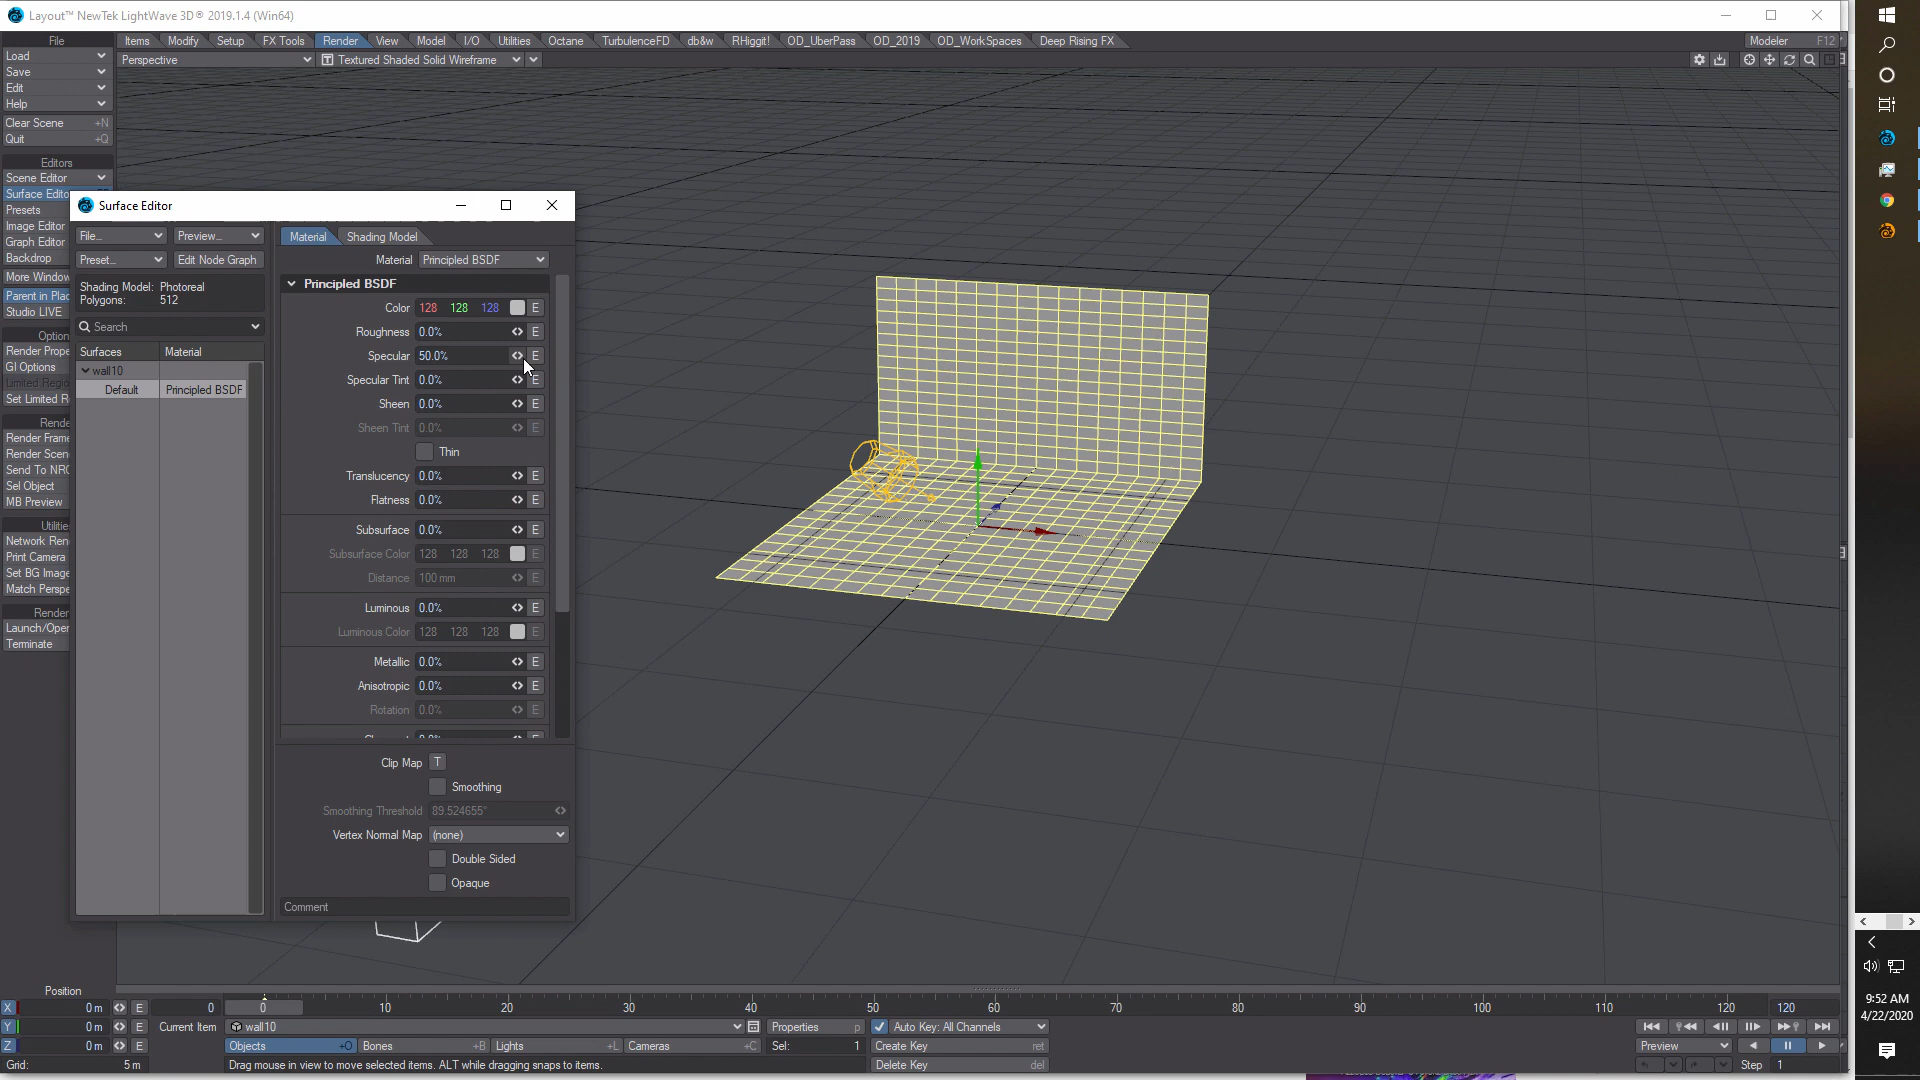 Layout™ NewTek LightWave 3D® 2019.1.4 (Win64)
File
Items Modify Setup FX Tools Render View Model I/O Utilities Octane TurbulenceFD db&w RHiggit! OD_UberPass OD_2019 OD_WorkSpaces Deep Rising FX Modeler F12
Load
Perspective Textured Shaded Solid Wireframe
Save
Edit
Help
Clear Scene +N
Quit +Q
Editors
Scene Editor
Surface Edito
Presets
Image Editor
Graph Editor
Backdrop
More Window
Parent in Plac
Studio LIVE
Option
Render Prope
GI Options
Limited Regio
Set Limited R
Rende
Render Frame
Render Scen
Send To NRC
Sel Object
MB Preview
Utilitie
Network Ren
Print Camera
Set BG Image
Match Perspe
Render
Launch/Oper
Terminate
Surface Editor
File... Preview...
Preset... Edit Node Graph
Shading Model: Photoreal
Polygons: 512
Search
Surfaces Material
wall10
Default Principled BSDF
Material Shading Model
Material Principled BSDF
Principled BSDF
Color 128 128 128 E
Roughness 0.0% E
Specular 50.0% E
Specular Tint 0.0% E
Sheen 0.0% E
Sheen Tint 0.0% E
Thin
Translucency 0.0% E
Flatness 0.0% E
Subsurface 0.0% E
Subsurface Color 128 128 128 E
Distance 100 mm E
Luminous 0.0% E
Luminous Color 128 128 128 E
Metallic 0.0% E
Anisotropic 0.0% E
Rotation 0.0% E
Clip Map T
Smoothing
Smoothing Threshold 89.524655°
Vertex Normal Map (none)
Double Sided
Opaque
Comment
Position
X 0 m E 0 0 10 20 30 40 50 60 70 80 90 100 110 120 120
Y 0 m E Current Item wall10 Properties p Auto Key: All Channels
Z 0 m E Objects +O Bones +B Lights +L Cameras +C Sel: 1 Create Key ret Preview
Grid: 5 m Drag mouse in view to move selected items. ALT while dragging snaps to items. Delete Key del Step 1
9:52 AM
4/22/2020